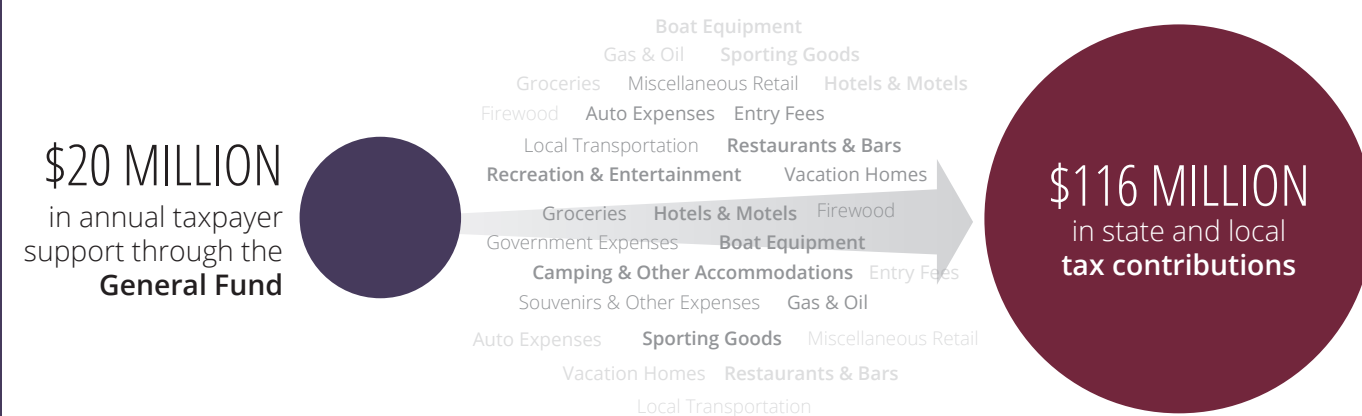 $20 MILLION
in annual taxpayer
support through the
General Fund
Boat Equipment
Gas & Oil Sporting Goods
Groceries Miscellaneous Retail Hotels & Motels
Firewood Auto Expenses Entry Fees
Local Transportation Restaurants & Bars
Recreation & Entertainment Vacation Homes
Groceries Hotels & Motels Firewood
Government Expenses Boat Equipment
Camping & Other Accommodations Entry Fees
Souvenirs & Other Expenses Gas & Oil
Auto Expenses Sporting Goods Miscellaneous Retail
Vacation Homes Restaurants & Bars
Local Transportation
$116 MILLION
in state and local
tax contributions